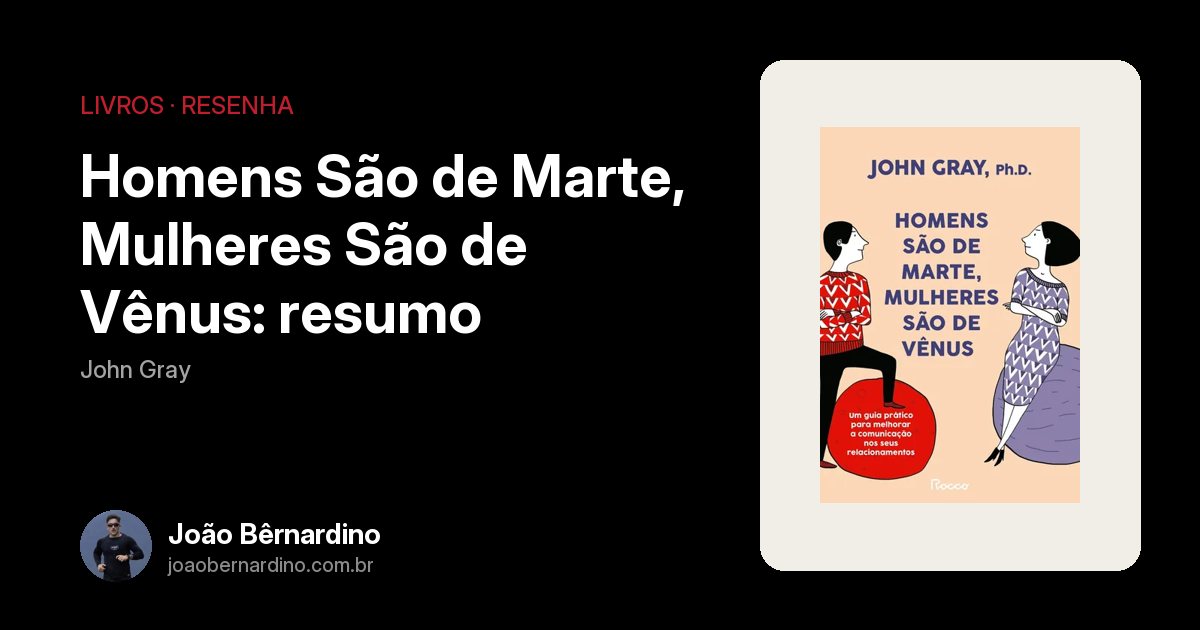 LIVROS · RESENHA
Homens São de Marte,
Mulheres São de
Vênus: resumo
John Gray
João Bêrnardino
joaobernardino.com.br
JOHN GRAY, Ph.D.
HOMENS
SÃO DE
MARTE,
MULHERES
SÃO DE
VÊNUS
Um guia prático
para melhorar
a comunicação
nos seus
relacionamentos
Rocco